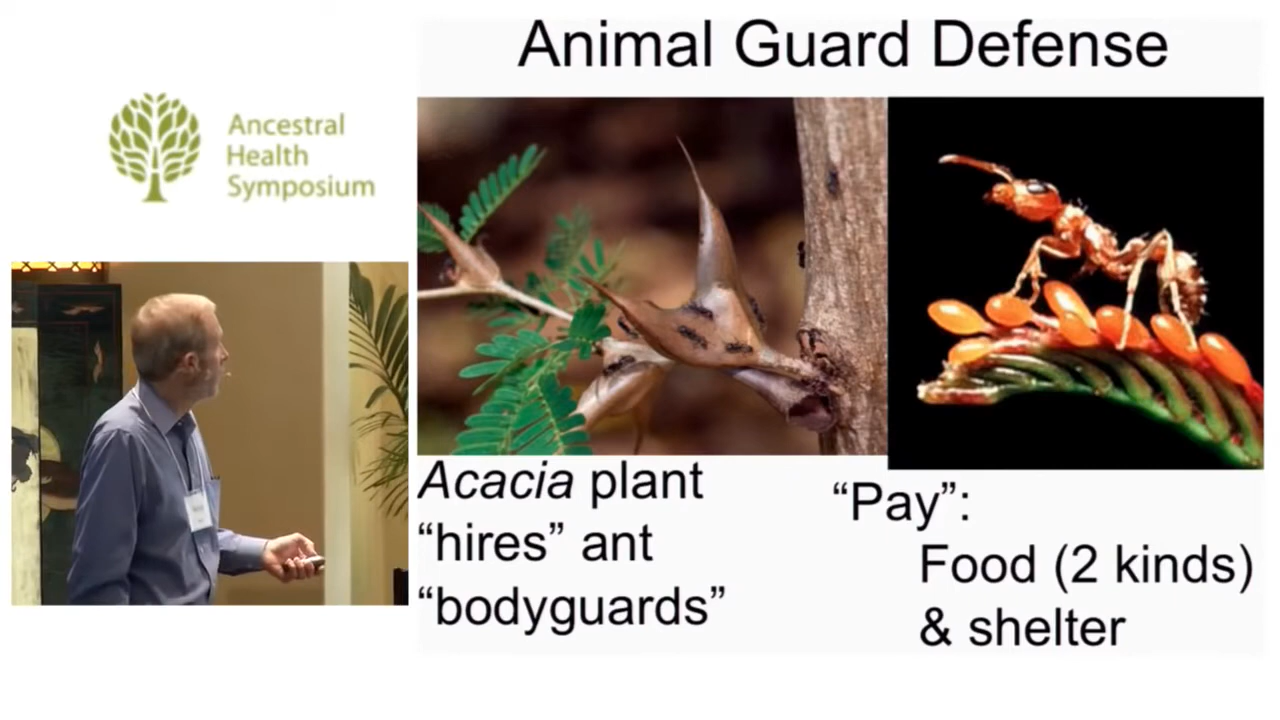 Animal Guard Defense
Ancestral
Health
Symposium
Acacia plant
“hires” ant
“bodyguards”
“Pay”:
Food (2 kinds)
& shelter